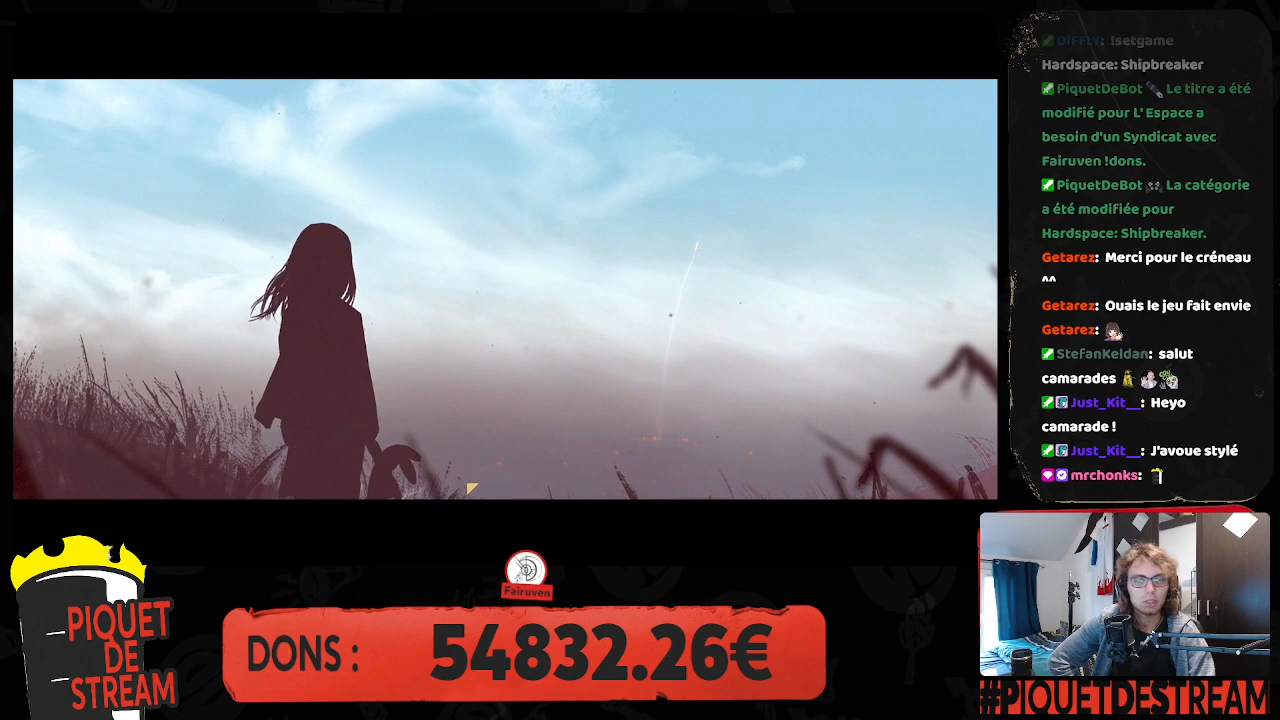 DiFFtY: !setgame
Hardspace: Shipbreaker
PiquetDeBot Le titre a été
modifié pour L' Espace a
besoin d'un Syndicat avec
Fairuven !dons.
PiquetDeBot La catégorie
a été modifiée pour
Hardspace: Shipbreaker.
Getarez: Merci pour le créneau
^^
Getarez: Ouais le jeu fait envie
Getarez:
StefanKeldan: salut
camarades
Just_Kit__: Heyo
camarade !
Just_Kit__: J'avoue stylé
mrchonks:
PIQUET
DE
STREAM
Fairuven
DONS : 54832.26€
#PIQUETDESTREAM